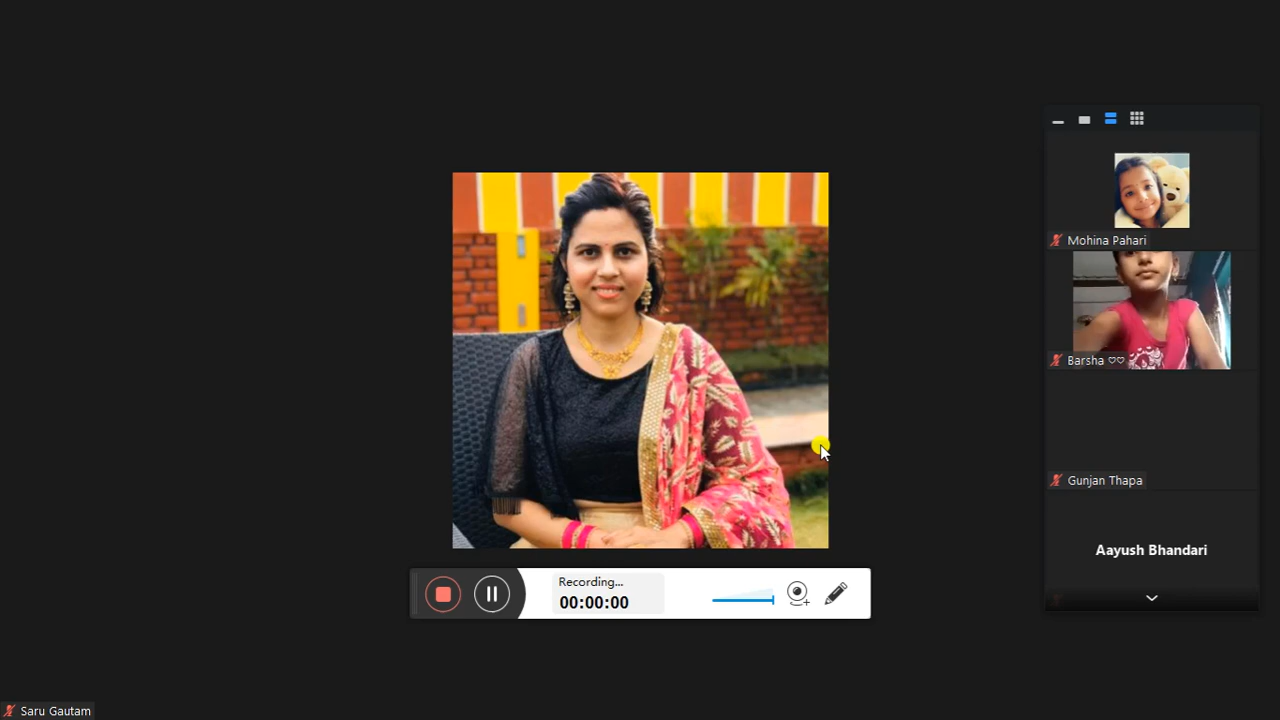 Mohina Pahari
Barsha ♡♡
Gunjan Thapa
Aayush Bhandari
Recording...
00:00:00
Saru Gautam